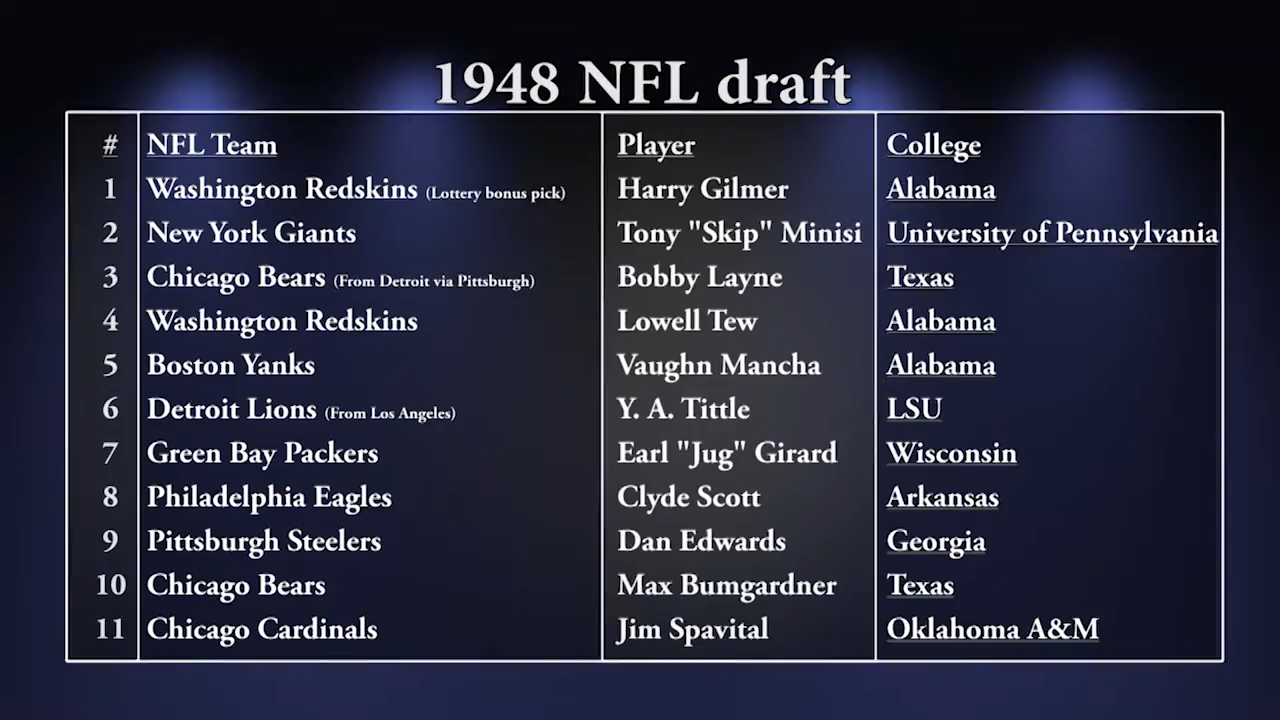 1948 NFL draft
# NFL Team Player College
1 Washington Redskins (Lottery bonus pick) Harry Gilmer Alabama
2 New York Giants Tony "Skip" Minisi University of Pennsylvania
3 Chicago Bears (From Detroit via Pittsburgh) Bobby Layne Texas
4 Washington Redskins Lowell Tew Alabama
5 Boston Yanks Vaughn Mancha Alabama
6 Detroit Lions (From Los Angeles) Y. A. Tittle LSU
7 Green Bay Packers Earl "Jug" Girard Wisconsin
8 Philadelphia Eagles Clyde Scott Arkansas
9 Pittsburgh Steelers Dan Edwards Georgia
10 Chicago Bears Max Bumgardner Texas
11 Chicago Cardinals Jim Spavital Oklahoma A&M